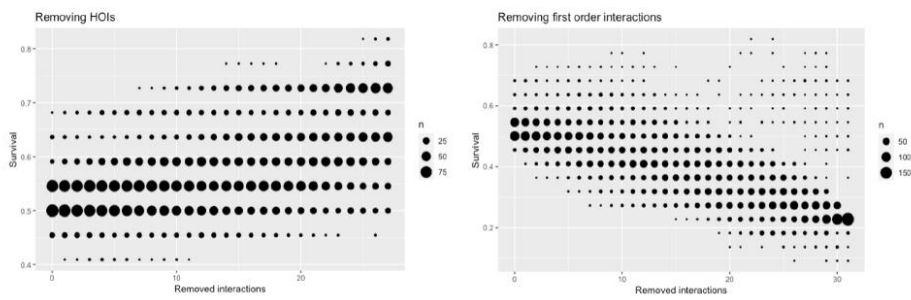 Removing HOIs
Survival
0.8
0.7
0.6
0.5
0.4
0
10
20
Removed interactions
n
25
50
75
Removing first order interactions
Survival
0.8
0.6
0.4
0.2
0
10
20
30
Removed interactions
n
50
100
150